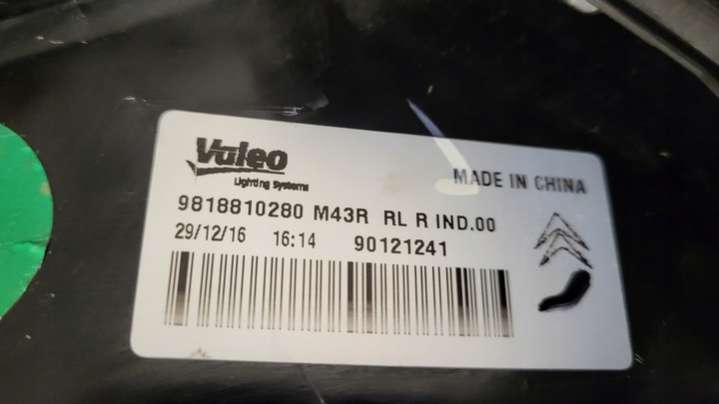 Valeo
Lighting Systems
MADE IN CHINA
9818810280 M43R RL R IND.00
29/12/16 16:14 90121241